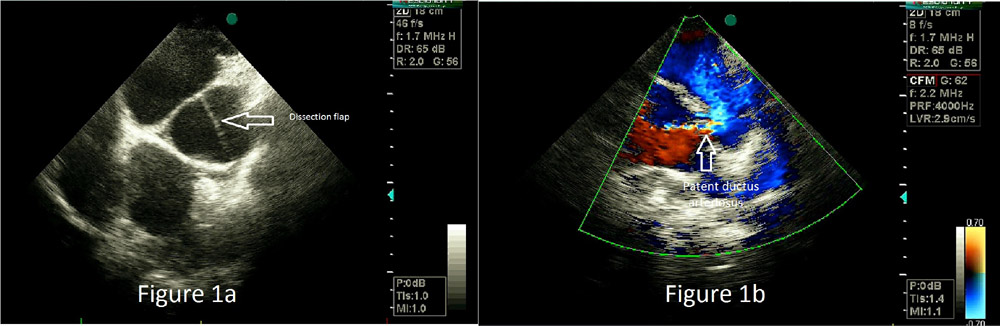 2D 18 cm
46 f/s
f: 1.7 MHz H
DR: 65 dB
R: 2.0 G: 56
Dissection flap
P:0dB
TIs:1.0
MI:1.0
Figure 1a
2D 18 cm
8 f/s
f: 1.7 MHz H
DR: 65 dB
R: 2.0 G: 56
CFM G: 62
f: 2.2 MHz
PRF:4000Hz
LVR:2.9cm/s
Patent ductus
arteriosus
0.70
-0.70
P:0dB
TIs:1.4
MI:1.1
Figure 1b